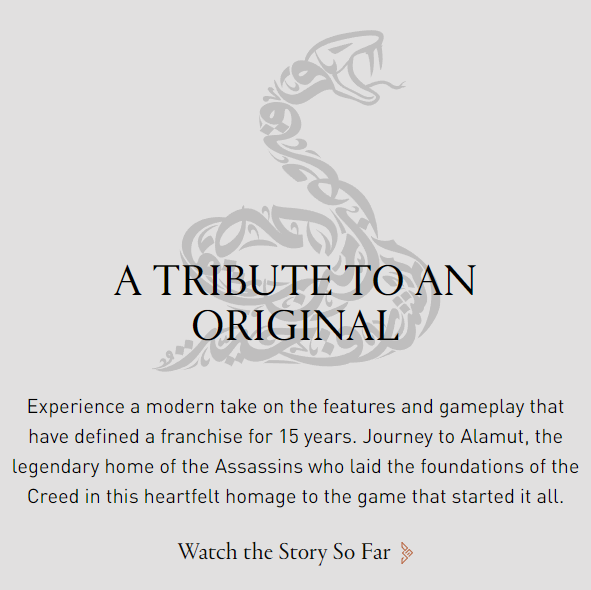 A TRIBUTE TO AN
ORIGINAL
Experience a modern take on the features and gameplay that
have defined a franchise for 15 years. Journey to Alamut, the
legendary home of the Assassins who laid the foundations of the
Creed in this heartfelt homage to the game that started it all.
Watch the Story So Far